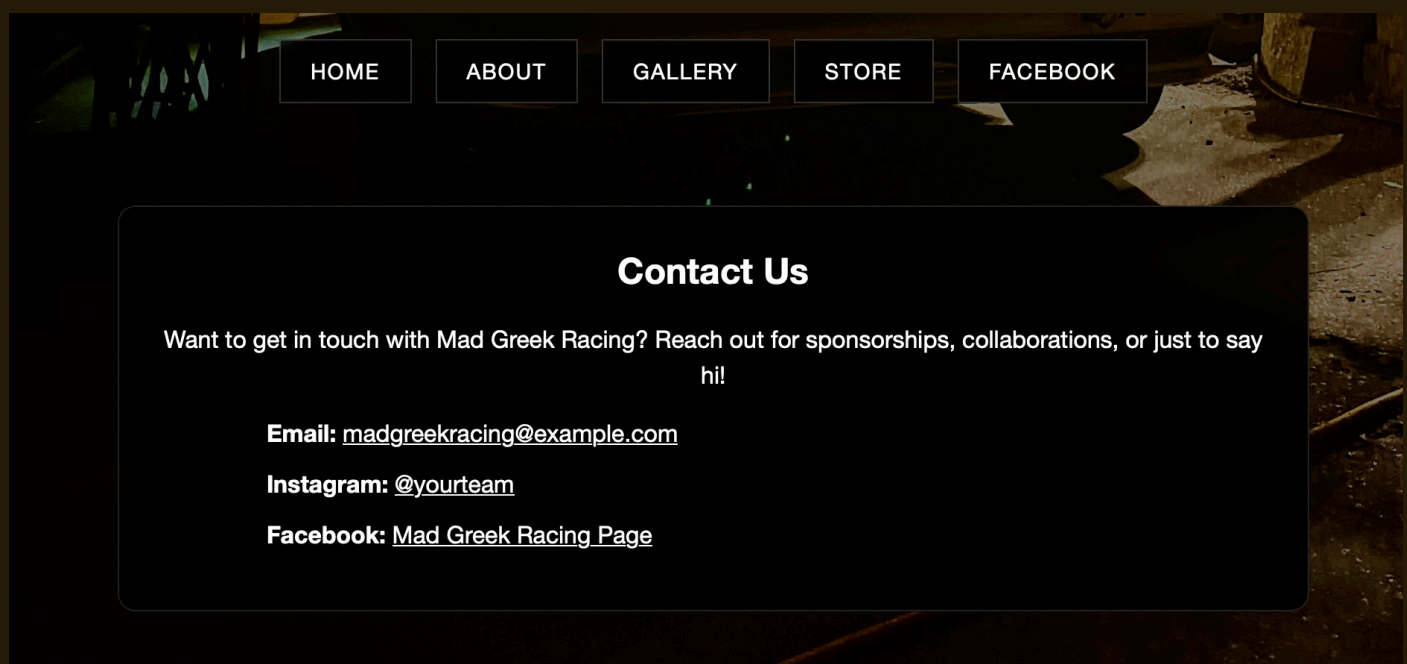 HOME ABOUT GALLERY STORE FACEBOOK
Contact Us
Want to get in touch with Mad Greek Racing? Reach out for sponsorships, collaborations, or just to say
hi!
Email: madgreekracing@example.com
Instagram: @yourteam
Facebook: Mad Greek Racing Page